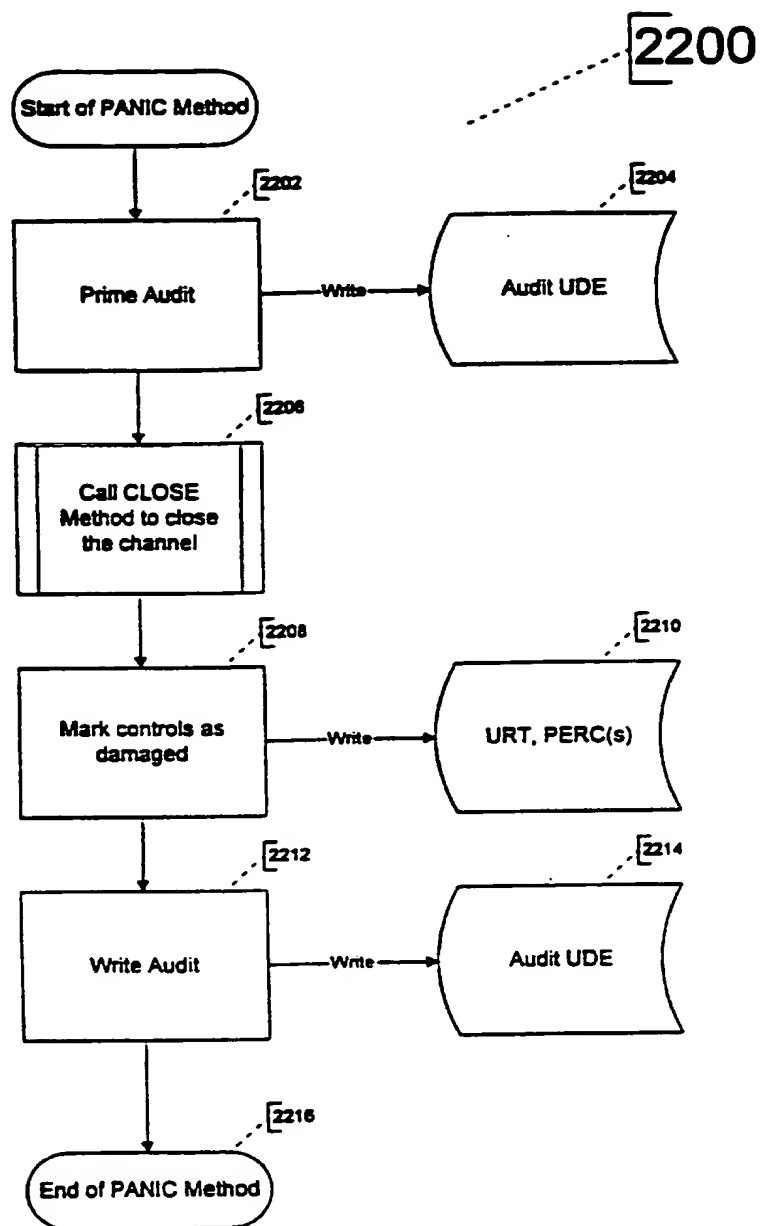 2200
Start of PANIC Method
2202
2204
Prime Audit
Write
Audit UDE
2206
Call CLOSE
Method to close
the channel
2208
2210
Mark controls as
damaged
Write
URT, PERC(s)
2212
2214
Write Audit
Write
Audit UDE
2216
End of PANIC Method